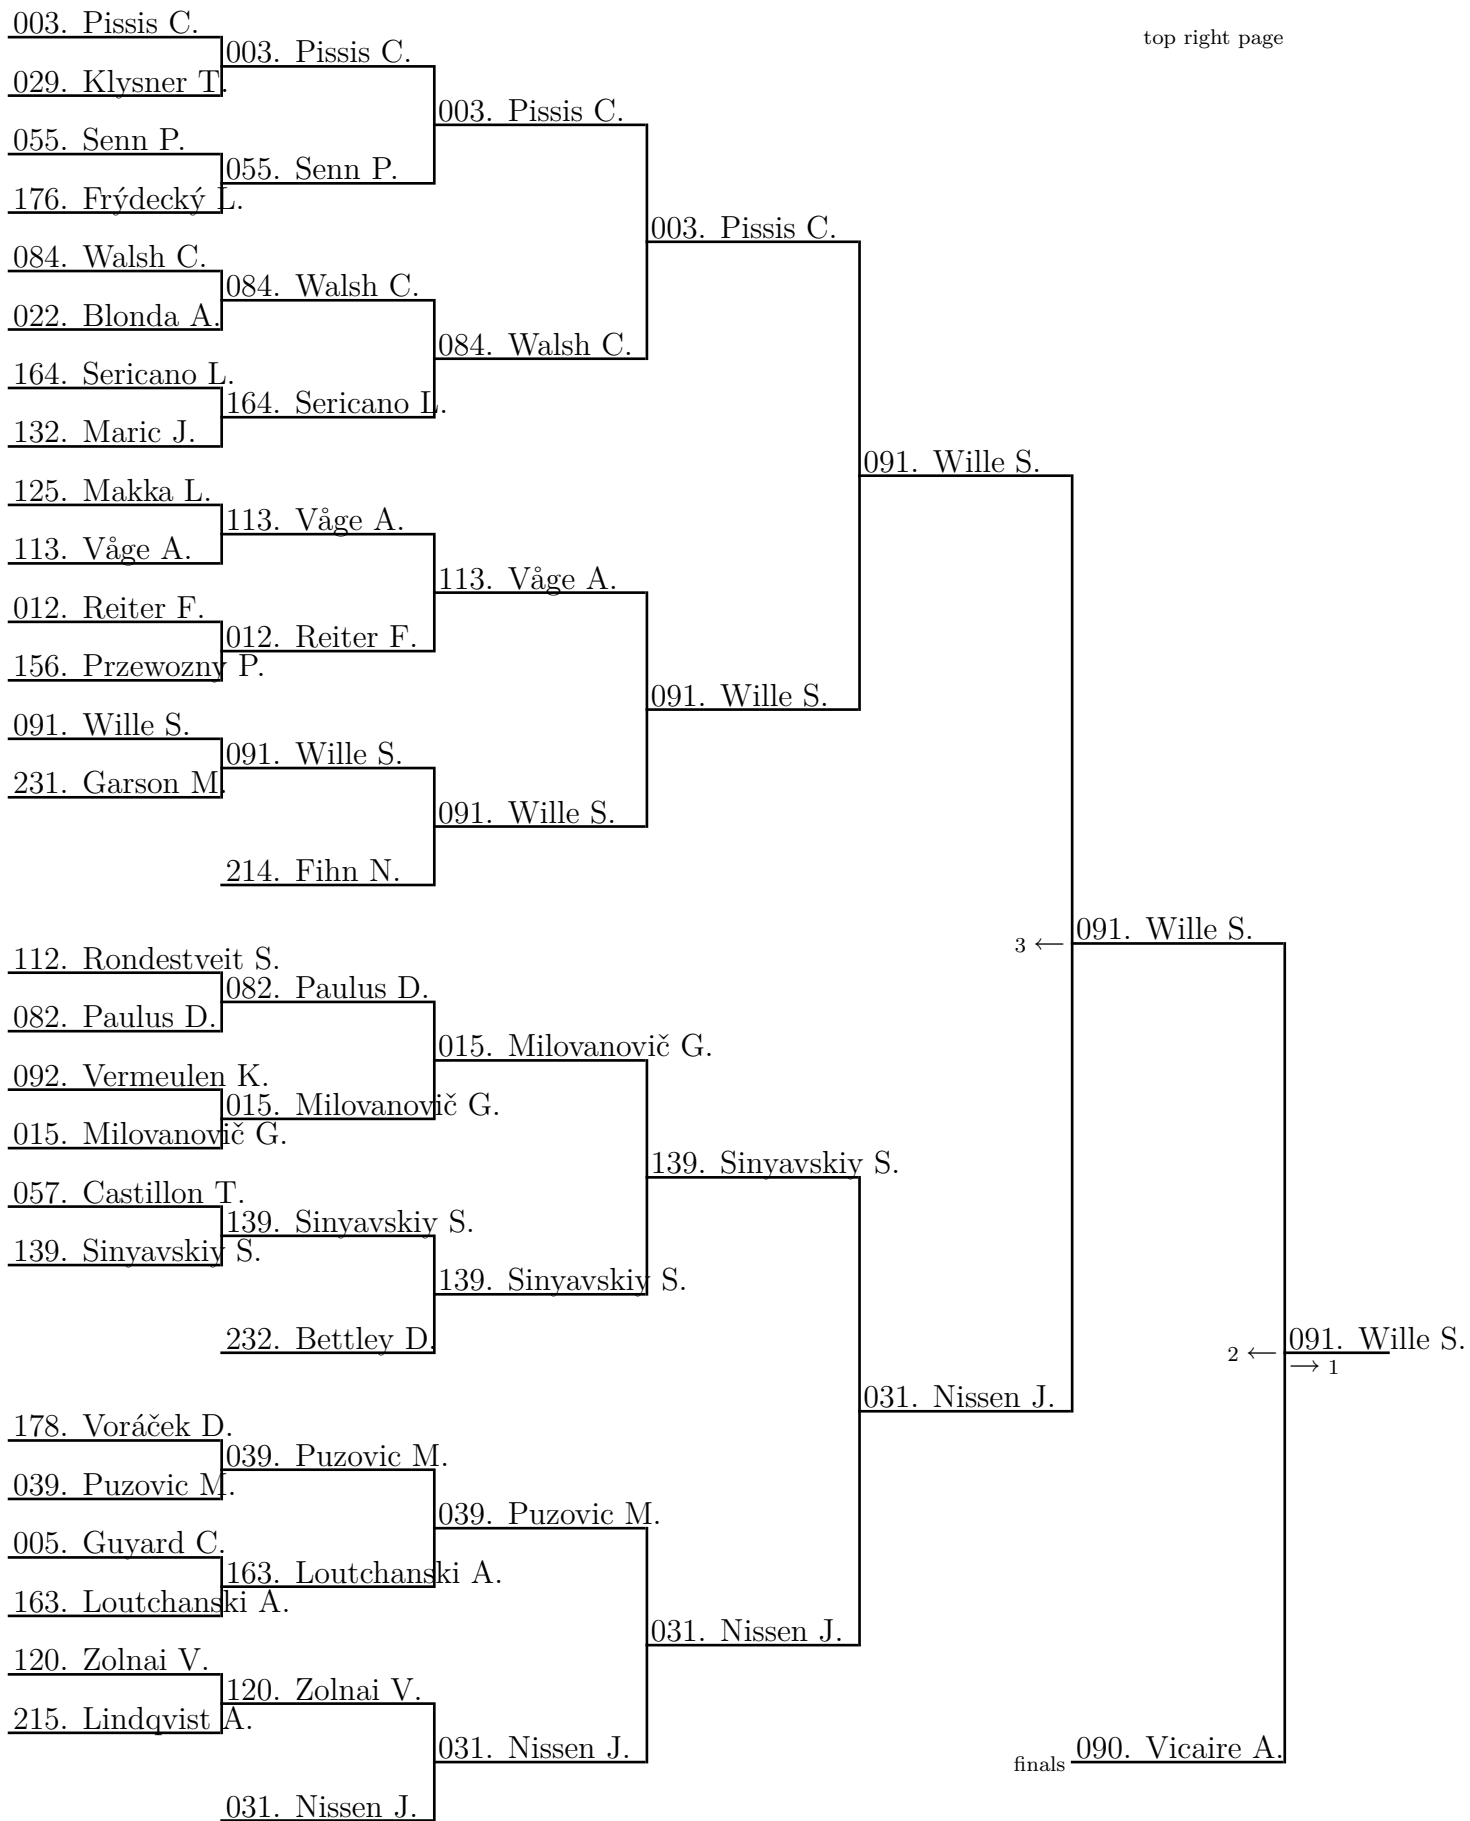 003. Pissis C.
top right page
003. Pissis C.
029. Klysner T.
003. Pissis C.
055. Senn P.
055. Senn P.
176. Frýdecký L.
003. Pissis C.
084. Walsh C.
084. Walsh C.
022. Blonda A.
084. Walsh C.
164. Sericano L.
164. Sericano L.
132. Maric J.
091. Wille S.
125. Makka L.
113. Våge A.
113. Våge A.
113. Våge A.
012. Reiter F.
012. Reiter F.
156. Przewozny P.
091. Wille S.
091. Wille S.
091. Wille S.
231. Garson M.
091. Wille S.
214. Fihn N.
091. Wille S.
3 ←
112. Rondestveit S.
082. Paulus D.
082. Paulus D.
015. Milovanovič G.
092. Vermeulen K.
015. Milovanovič G.
015. Milovanovič G.
139. Sinyavskiy S.
057. Castillon T.
139. Sinyavskiy S.
139. Sinyavskiy S.
139. Sinyavskiy S.
232. Bettley D.
091. Wille S.
2 ←
→ 1
031. Nissen J.
178. Voráček D.
039. Puzovic M.
039. Puzovic M.
039. Puzovic M.
005. Guyard C.
163. Loutchanski A.
163. Loutchanski A.
031. Nissen J.
120. Zolnai V.
120. Zolnai V.
215. Lindqvist A.
031. Nissen J.
finals
090. Vicaire A.
031. Nissen J.